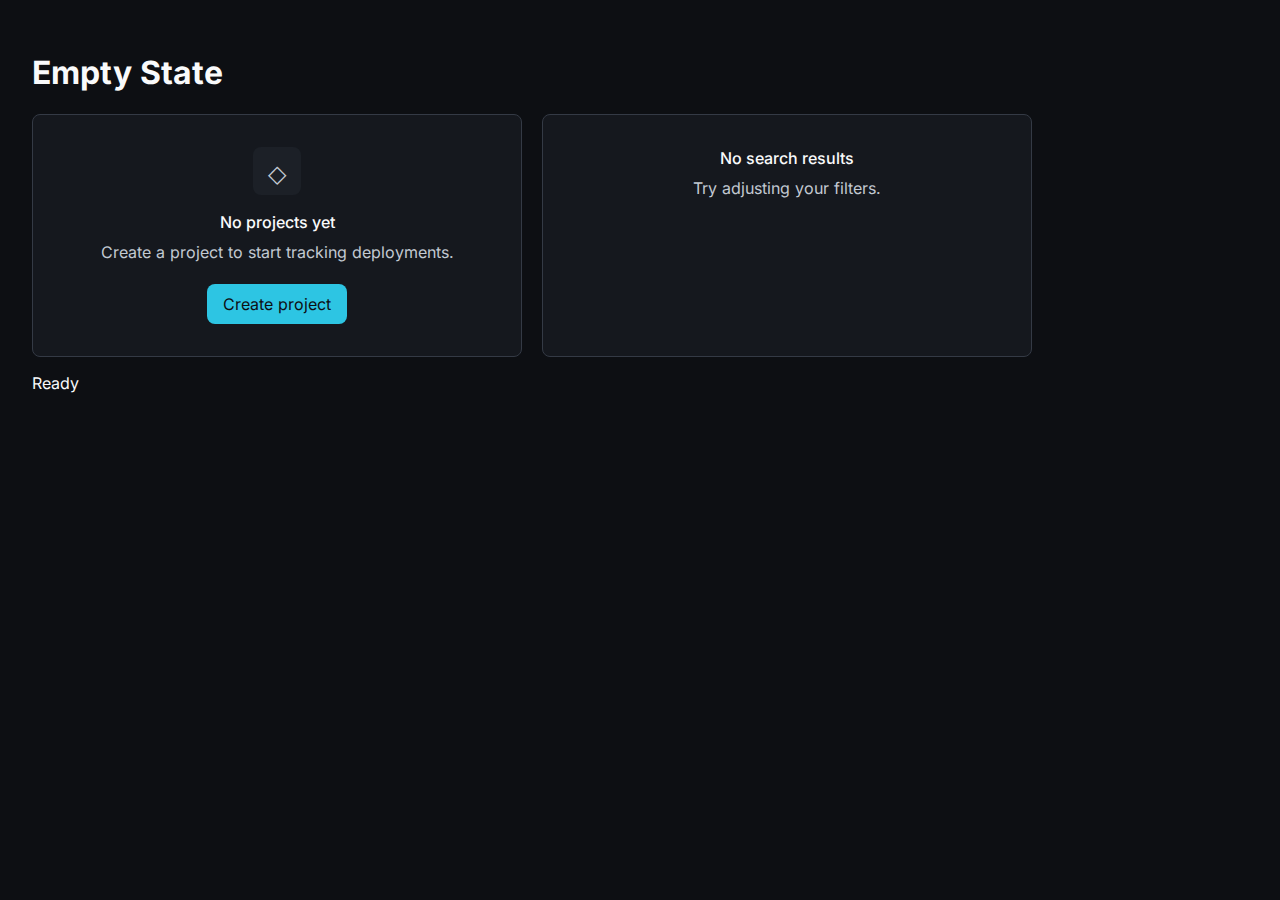 Empty State
No projects yet
Create a project to start tracking deployments.
Create project
No search results
Try adjusting your filters.
Ready